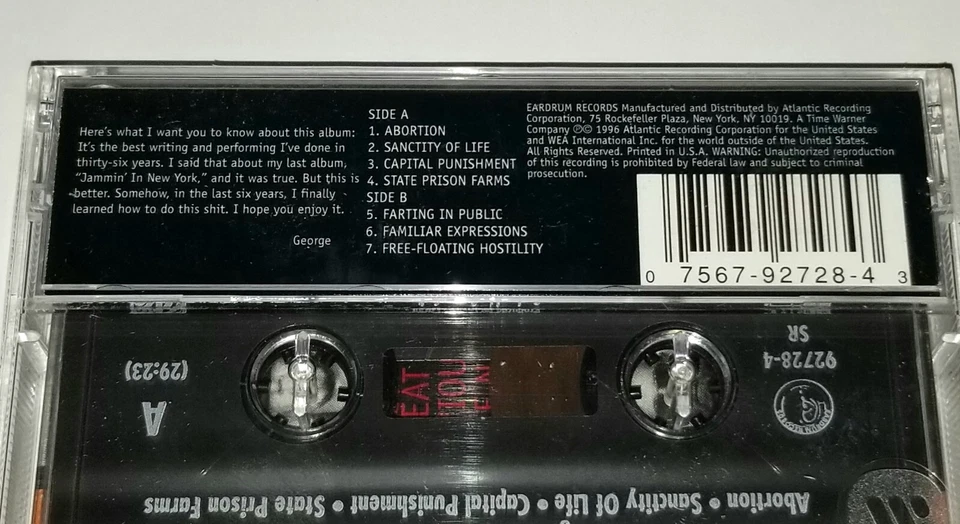 Here's what I want you to know about this album:
It's the best writing and performing I've done in
thirty-six years. I said that about my last album,
"Jammin' In New York," and it was true. But this is
better. Somehow, in the last six years, I finally
learned how to do this shit. I hope you enjoy it.
George
SIDE A
1. ABORTION
2. SANCTITY OF LIFE
3. CAPITAL PUNISHMENT
4. STATE PRISON FARMS
SIDE B
5. FARTING IN PUBLIC
6. FAMILIAR EXPRESSIONS
7. FREE-FLOATING HOSTILITY
EARDRUM RECORDS Manufactured and Distributed by Atlantic Recording
Corporation, 75 Rockefeller Plaza, New York, NY 10019. A Time Warner
Company ℗© 1996 Atlantic Recording Corporation for the United States
and WEA International Inc. for the world outside of the United States.
All Rights Reserved. Printed in U.S.A. WARNING: Unauthorized reproduction
of this recording is prohibited by Federal law and subject to criminal
prosecution.
0 7567-92728-4 3
(29:23)
A
EAT
YOU
92728-4
SR
Abortion • Sanctity Of Life • Capital Punishment • State Prison Farms